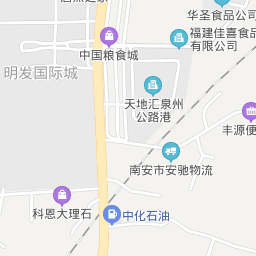 华圣食品公司
福建佳喜食品
有限公司
中国粮食城
明发国际城
天地汇泉州
公路港
丰源便
南安市安驰物流
科恩大理石
中化石油